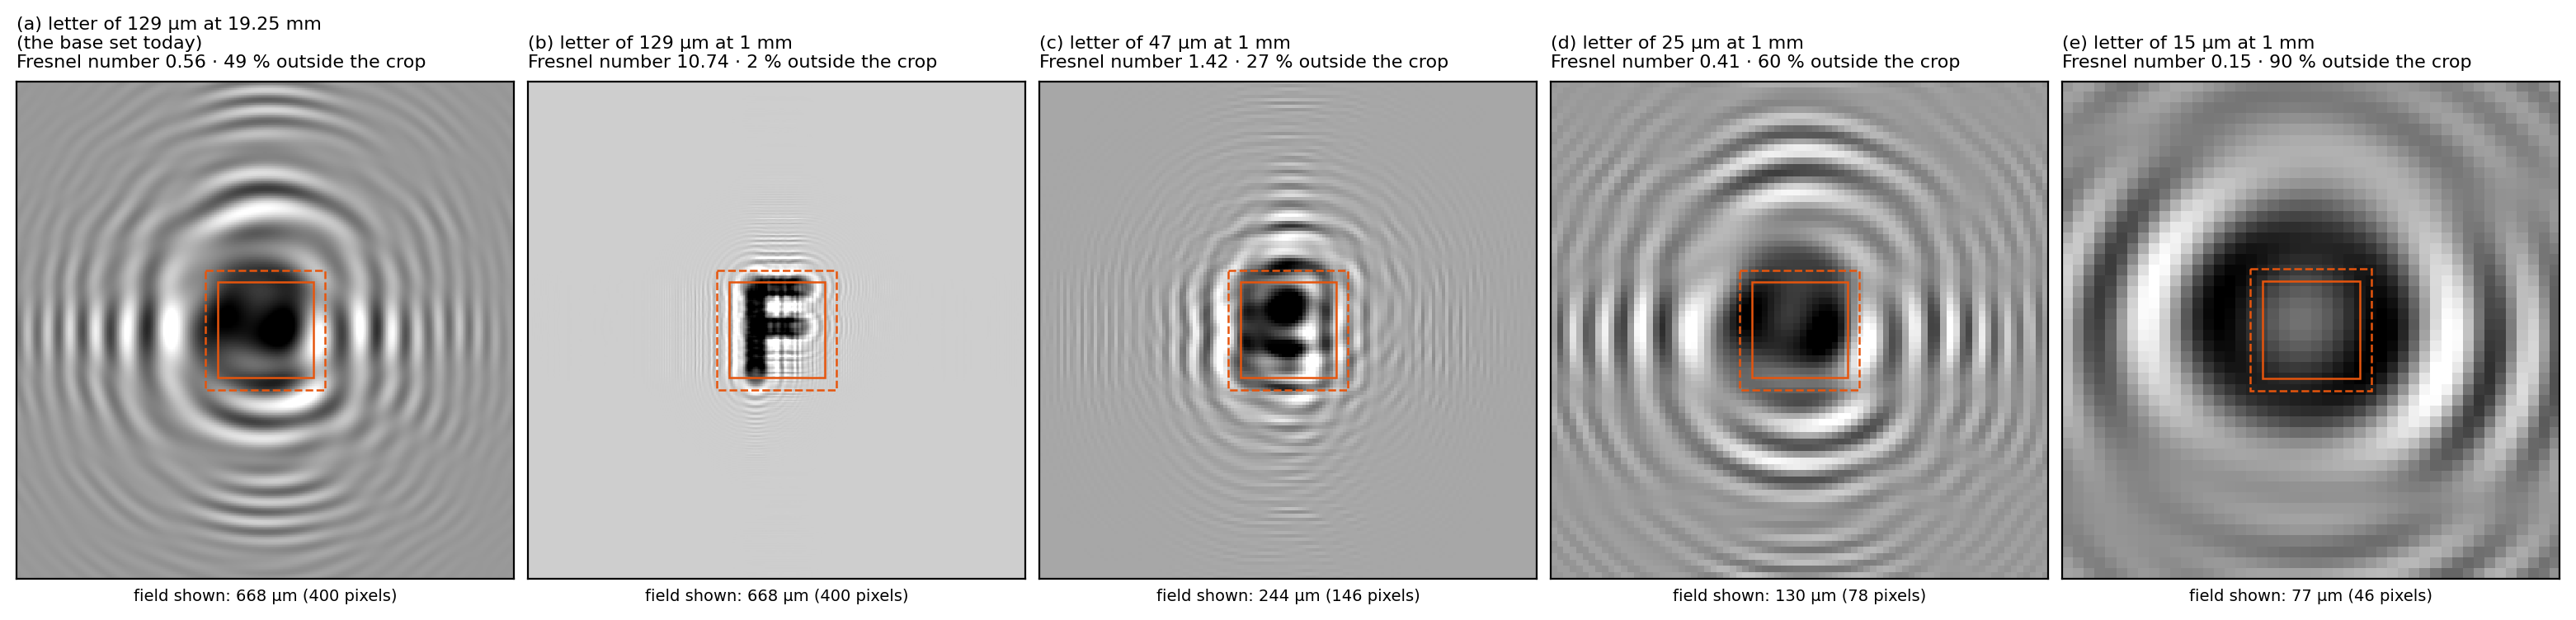 (a) letter of 129 µm at 19.25 mm
(the base set today)
Fresnel number 0.56 · 49 % outside the crop
(b) letter of 129 µm at 1 mm
Fresnel number 10.74 · 2 % outside the crop
(c) letter of 47 µm at 1 mm
Fresnel number 1.42 · 27 % outside the crop
(d) letter of 25 µm at 1 mm
Fresnel number 0.41 · 60 % outside the crop
(e) letter of 15 µm at 1 mm
Fresnel number 0.15 · 90 % outside the crop
F
field shown: 668 µm (400 pixels)
field shown: 668 µm (400 pixels)
field shown: 244 µm (146 pixels)
field shown: 130 µm (78 pixels)
field shown: 77 µm (46 pixels)